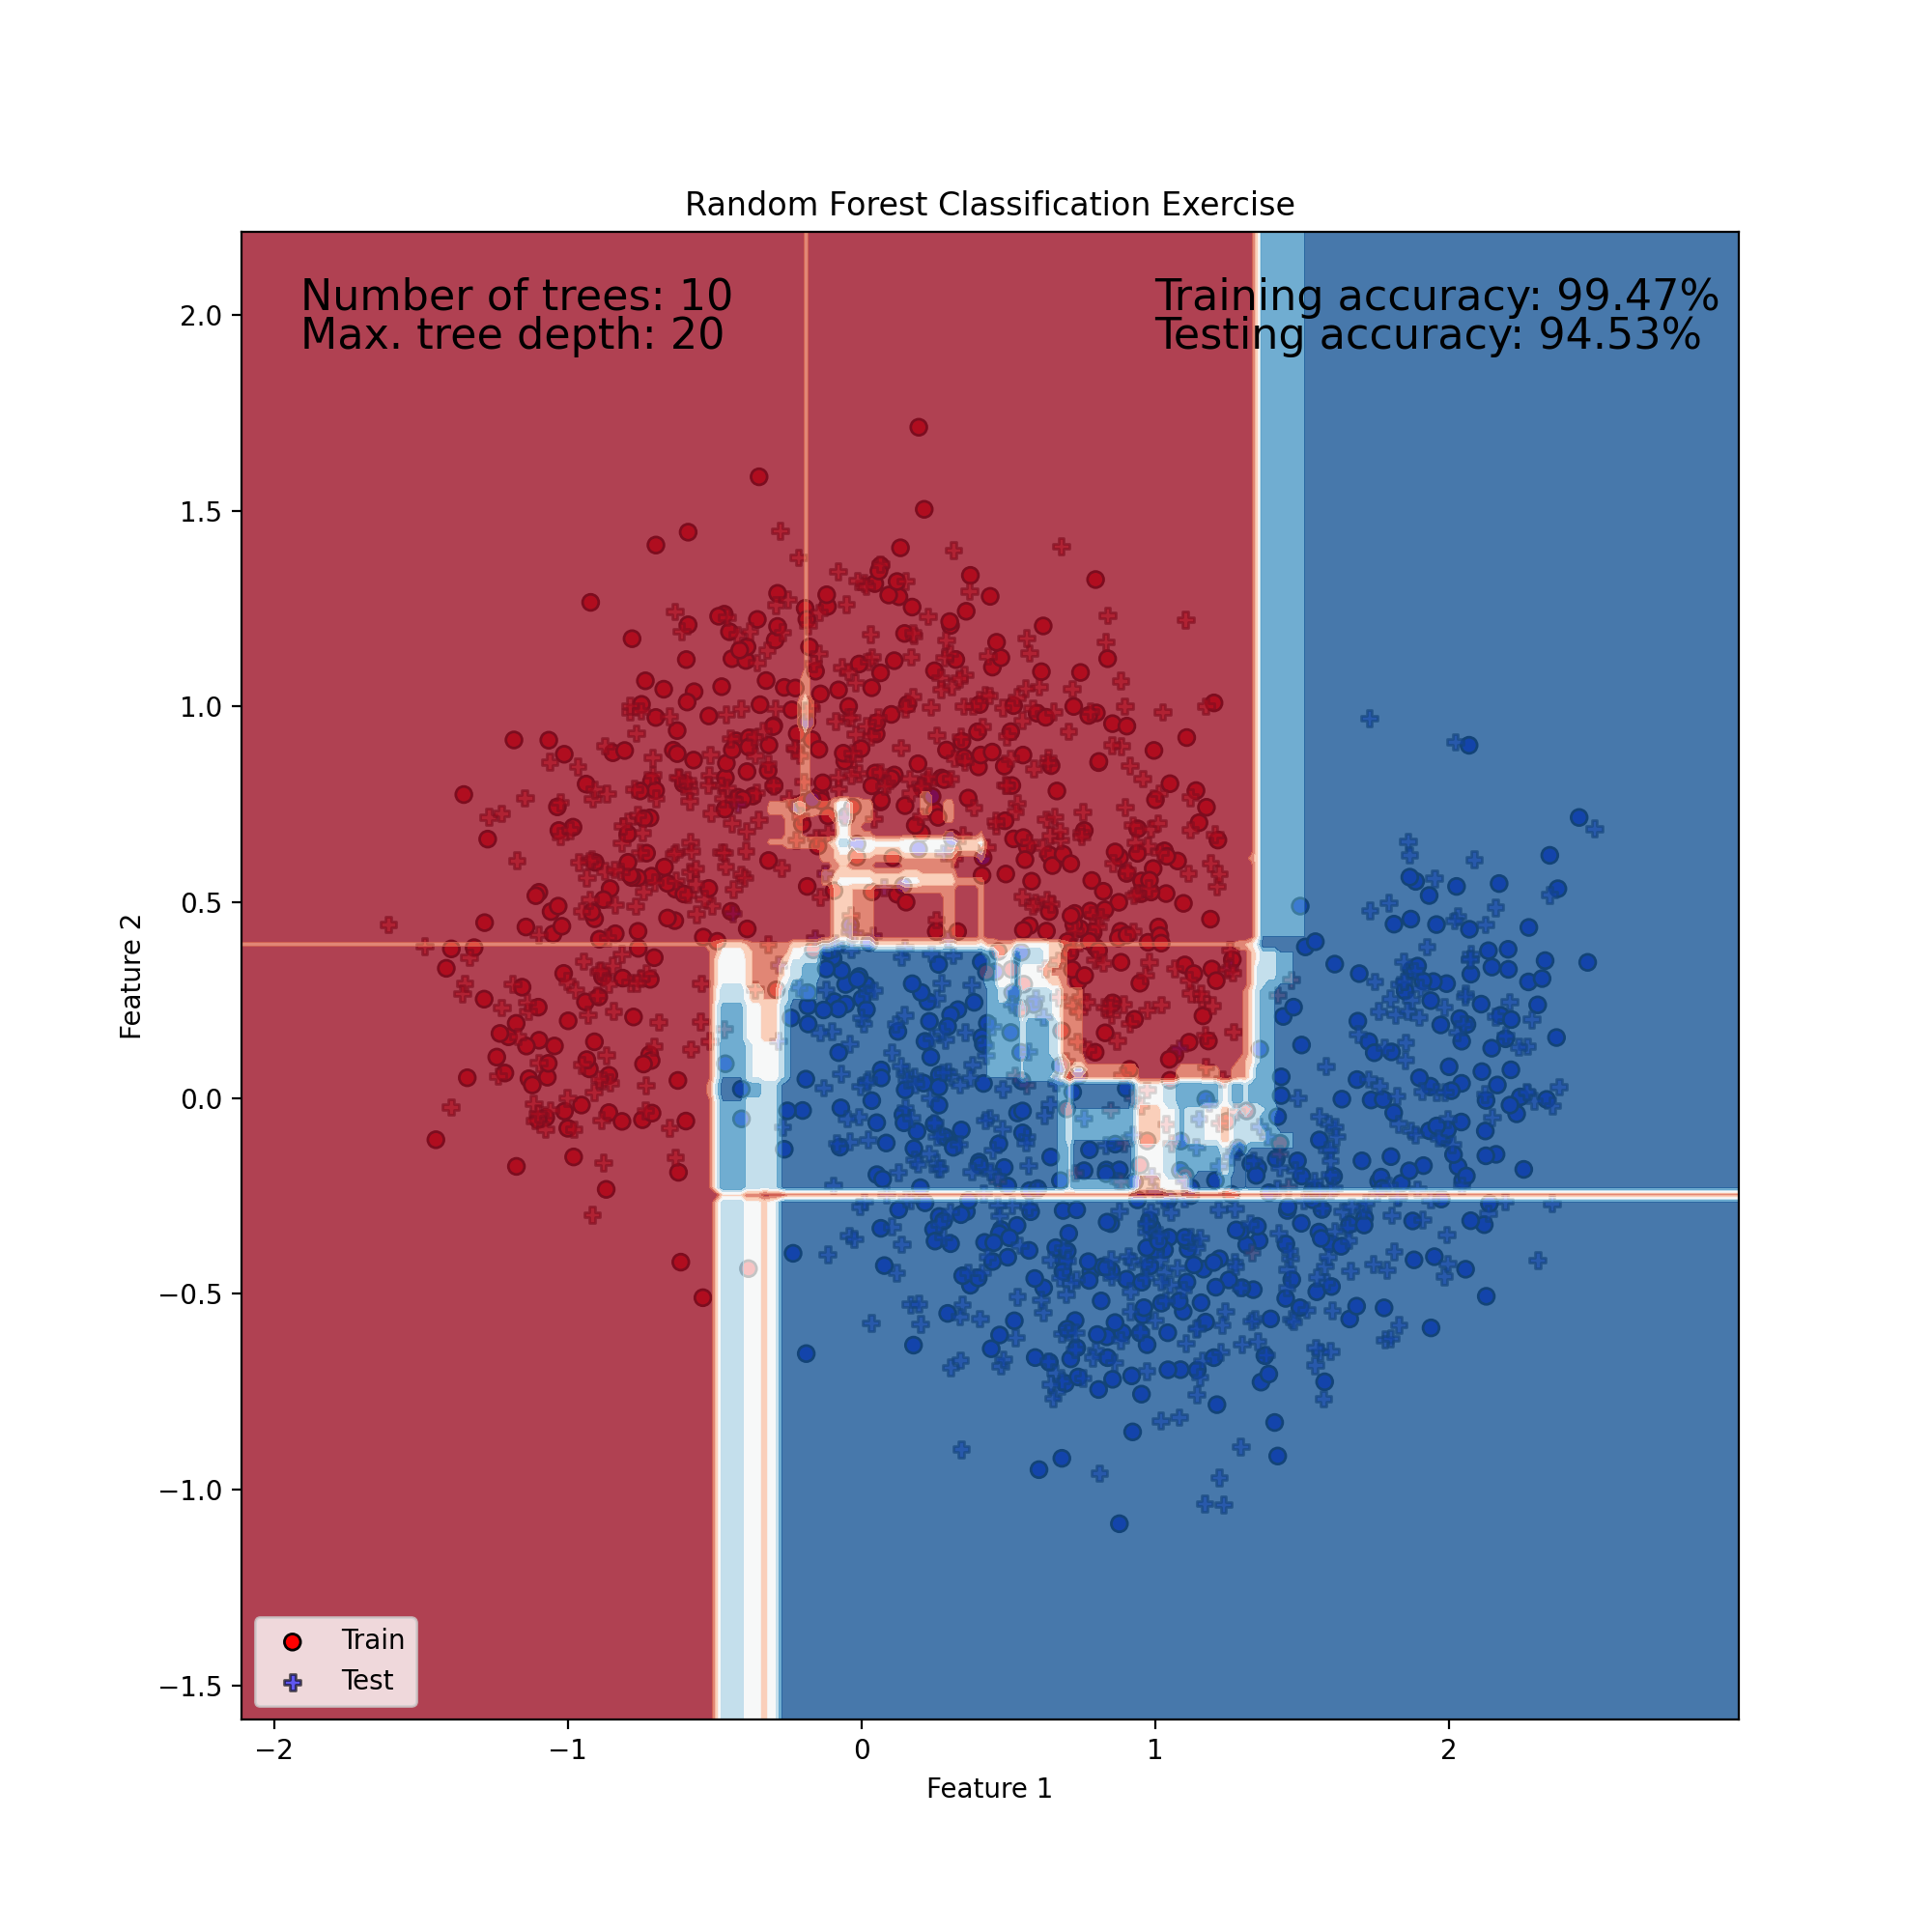 Random Forest Classification Exercise
Number of trees: 10
Max. tree depth: 20
Training accuracy: 99.47%
Testing accuracy: 94.53%
2.0
1.5
1.0
0.5
0.0
−0.5
−1.0
−1.5
Feature 2
Train
Test
−2
−1
0
1
2
Feature 1